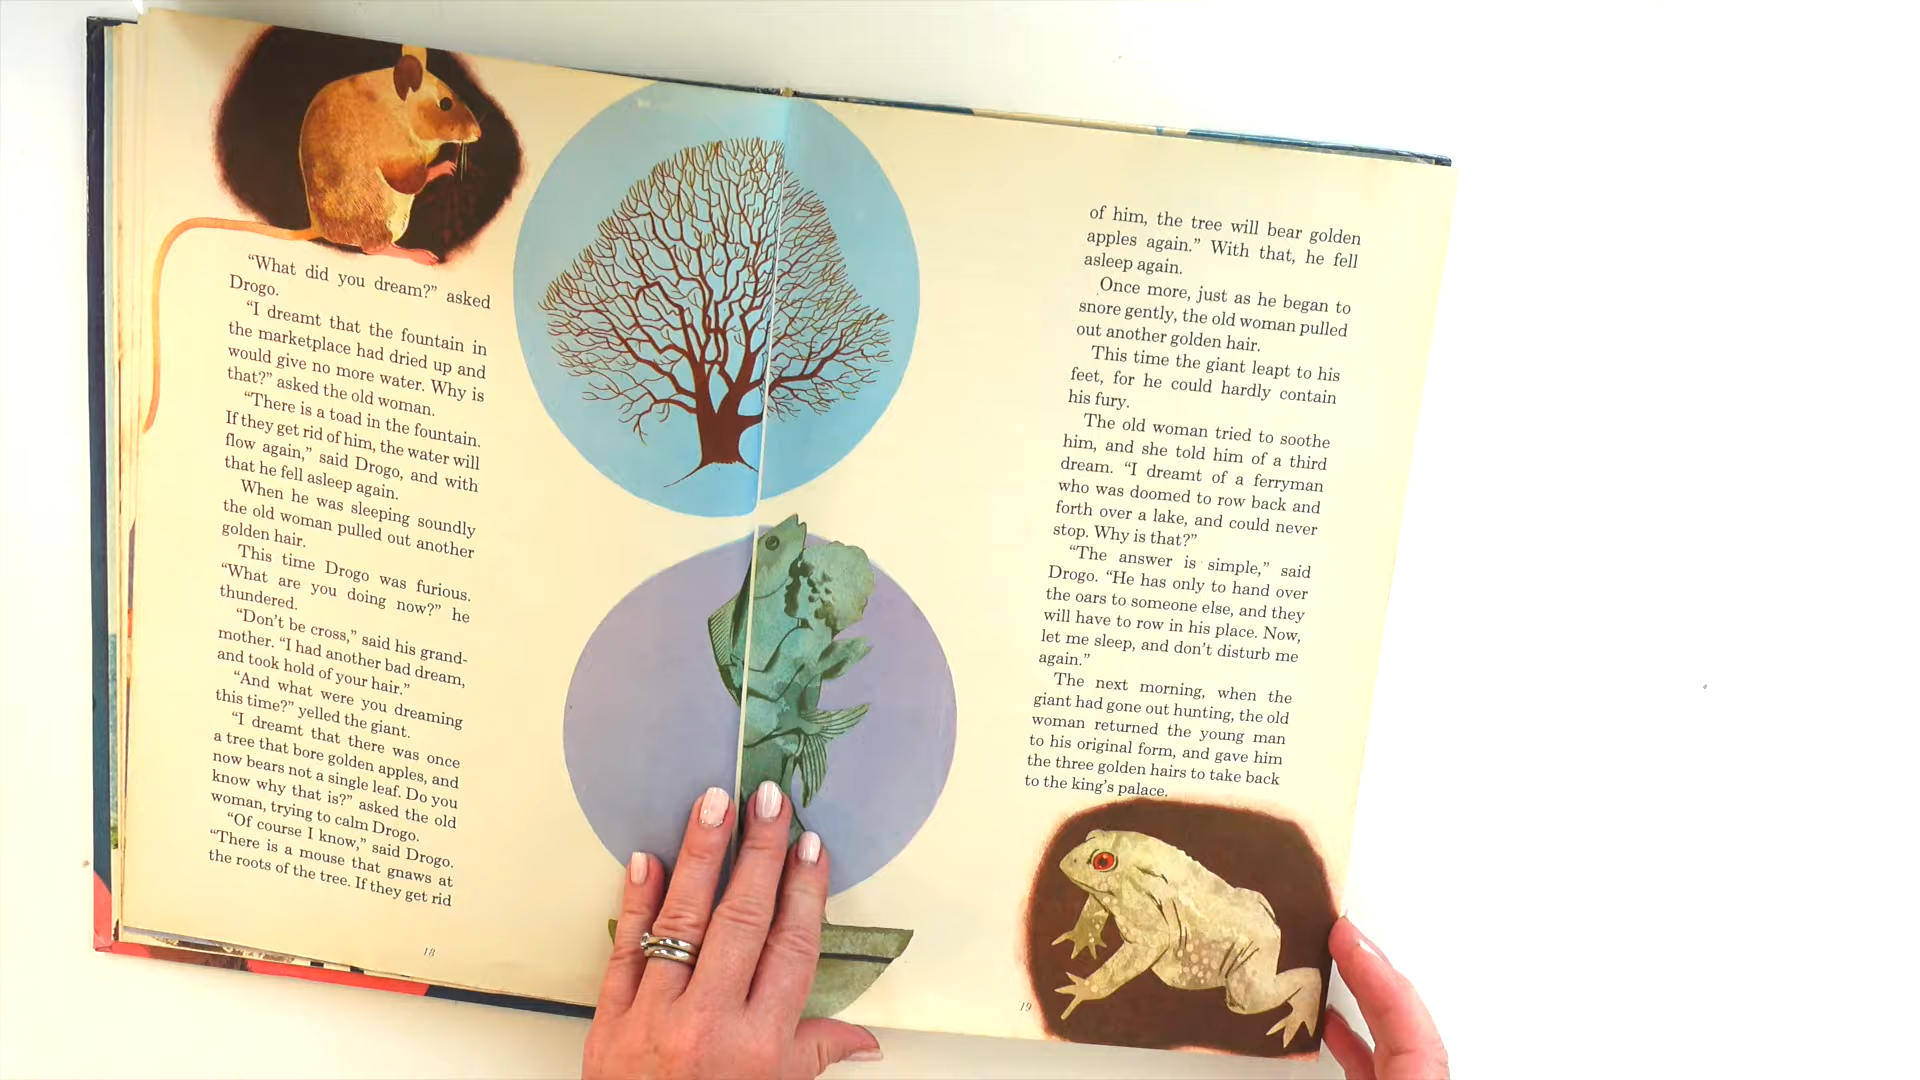 “What did you dream?” asked
Drogo.
“I dreamt that the fountain in
the marketplace had dried up and
would give no more water. Why is
that?” asked the old woman.
“There is a toad in the fountain.
If they get rid of him, the water will
flow again,” said Drogo, and with
that he fell asleep again.
When he was sleeping soundly
the old woman pulled out another
golden hair.
This time Drogo was furious.
“What are you doing now?” he
thundered.
“Don’t be cross,” said his grand-
mother. “I had another bad dream,
and took hold of your hair.”
“And what were you dreaming
this time?” yelled the giant.
“I dreamt that there was once
a tree that bore golden apples, and
now bears not a single leaf. Do you
know why that is?” asked the old
woman, trying to calm Drogo.
“Of course I know,” said Drogo.
“There is a mouse that gnaws at
the roots of the tree. If they get rid
18
of him, the tree will bear golden
apples again.” With that, he fell
asleep again.
Once more, just as he began to
snore gently, the old woman pulled
out another golden hair.
This time the giant leapt to his
feet, for he could hardly contain
his fury.
The old woman tried to soothe
him, and she told him of a third
dream. “I dreamt of a ferryman
who was doomed to row back and
forth over a lake, and could never
stop. Why is that?”
“The answer is simple,” said
Drogo. “He has only to hand over
the oars to someone else, and they
will have to row in his place. Now,
let me sleep, and don’t disturb me
again.”
The next morning, when the
giant had gone out hunting, the old
woman returned the young man
to his original form, and gave him
the three golden hairs to take back
to the king’s palace.
19